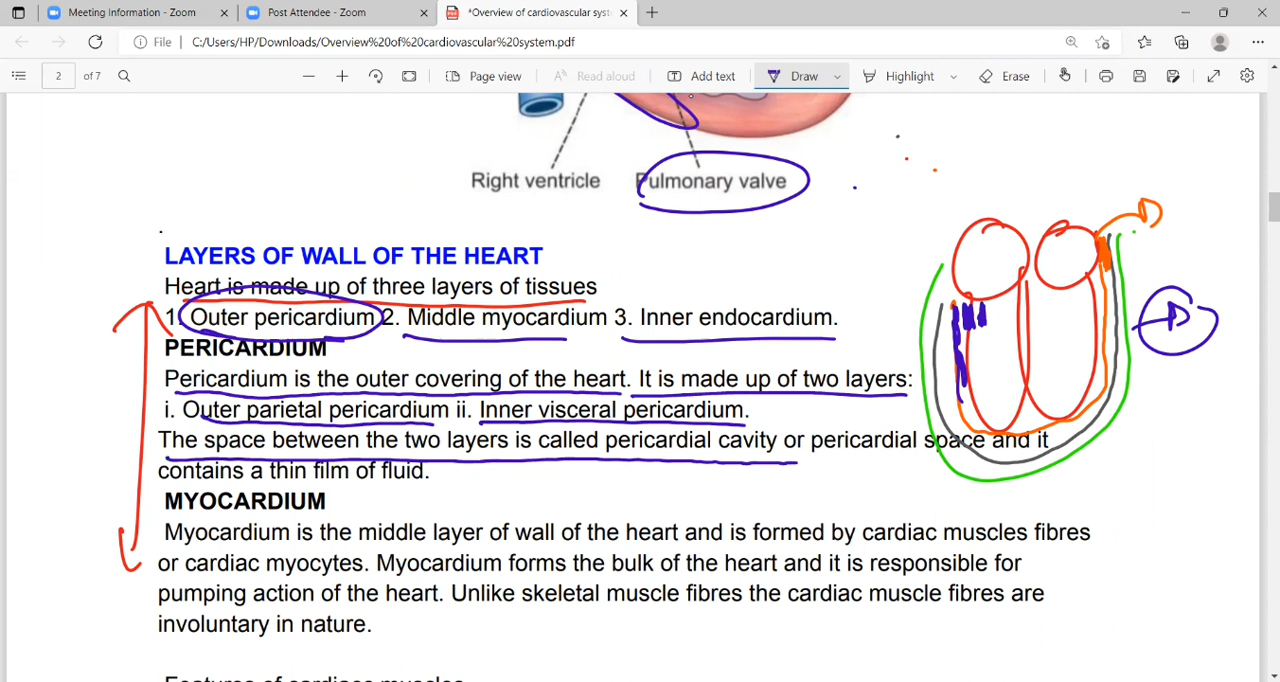 Meeting Information - Zoom
Post Attendee - Zoom
*Overview of cardiovascular syst
File
C:/Users/HP/Downloads/Overview%20of%20cardiovascular%20system.pdf
2 of 7
Page view
Read aloud
Add text
Draw
Highlight
Erase
Right ventricle
Pulmonary valve
.
LAYERS OF WALL OF THE HEART
Heart is made up of three layers of tissues
1. Outer pericardium 2. Middle myocardium 3. Inner endocardium.
PERICARDIUM
Pericardium is the outer covering of the heart. It is made up of two layers:
i. Outer parietal pericardium ii. Inner visceral pericardium.
The space between the two layers is called pericardial cavity or pericardial space and it
contains a thin film of fluid.
MYOCARDIUM
Myocardium is the middle layer of wall of the heart and is formed by cardiac muscles fibres
or cardiac myocytes. Myocardium forms the bulk of the heart and it is responsible for
pumping action of the heart. Unlike skeletal muscle fibres the cardiac muscle fibres are
involuntary in nature.
Features of cardiac muscles